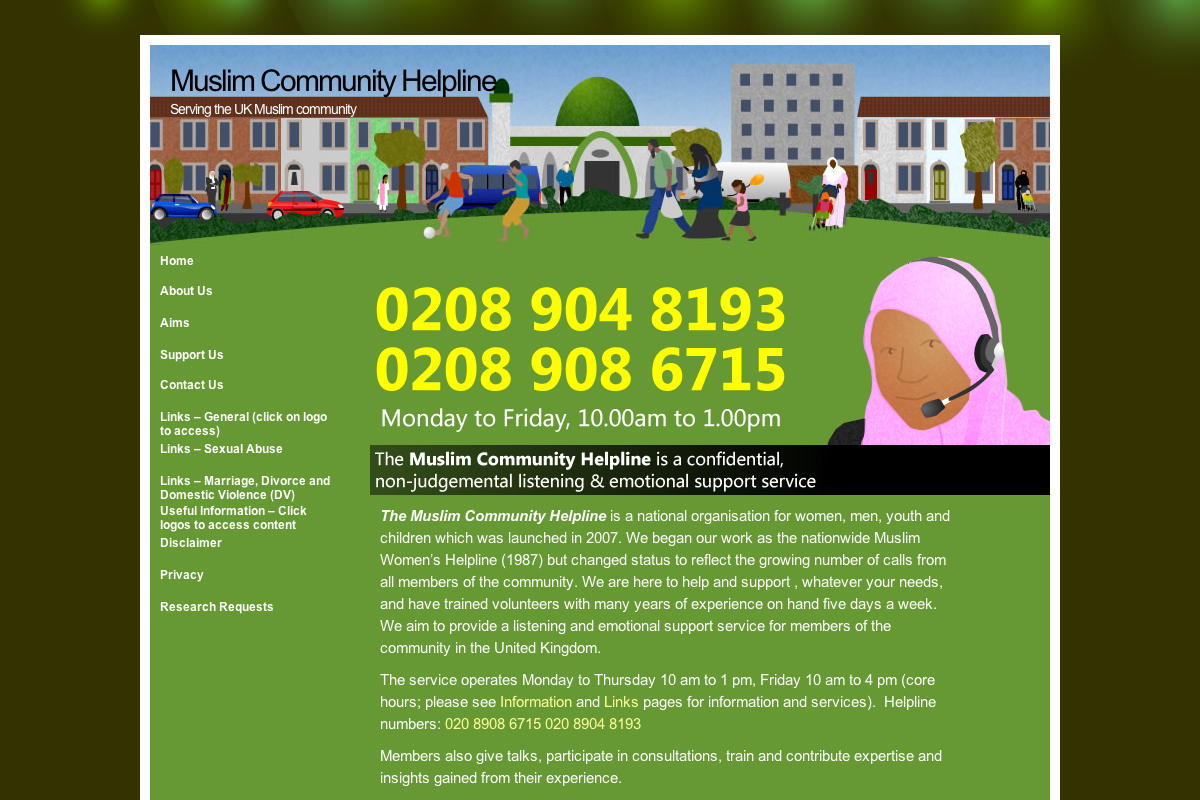 Muslim Community Helpline
Serving the UK Muslim community
Home
About Us
Aims
Support Us
Contact Us
Links – General (click on logo
to access)
Links – Sexual Abuse
Links – Marriage, Divorce and
Domestic Violence (DV)
Useful Information – Click
logos to access content
Disclaimer
Privacy
Research Requests
0208 904 8193
0208 908 6715
Monday to Friday, 10.00am to 1.00pm
The Muslim Community Helpline is a confidential,
non-judgemental listening & emotional support service
The Muslim Community Helpline is a national organisation for women, men, youth and
children which was launched in 2007. We began our work as the nationwide Muslim
Women’s Helpline (1987) but changed status to reflect the growing number of calls from
all members of the community. We are here to help and support , whatever your needs,
and have trained volunteers with many years of experience on hand five days a week.
We aim to provide a listening and emotional support service for members of the
community in the United Kingdom.
The service operates Monday to Thursday 10 am to 1 pm, Friday 10 am to 4 pm (core
hours; please see Information and Links pages for information and services).  Helpline
numbers: 020 8908 6715 020 8904 8193
Members also give talks, participate in consultations, train and contribute expertise and
insights gained from their experience.